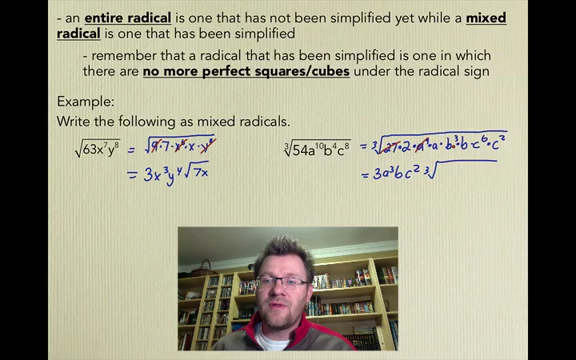 - an entire radical is one that has not been simplified yet while a mixed
radical is one that has been simplified
- remember that a radical that has been simplified is one in which
there are no more perfect squares/cubes under the radical sign
Example:
Write the following as mixed radicals.
√63x⁷y⁸ = √9·7·x⁶·x·y⁸
= 3x³y⁴√7x
∛54a¹⁰b⁴c⁸ = ∛27·2·a⁹·a·b³·b·c⁶·c²
= 3a³bc² ∛